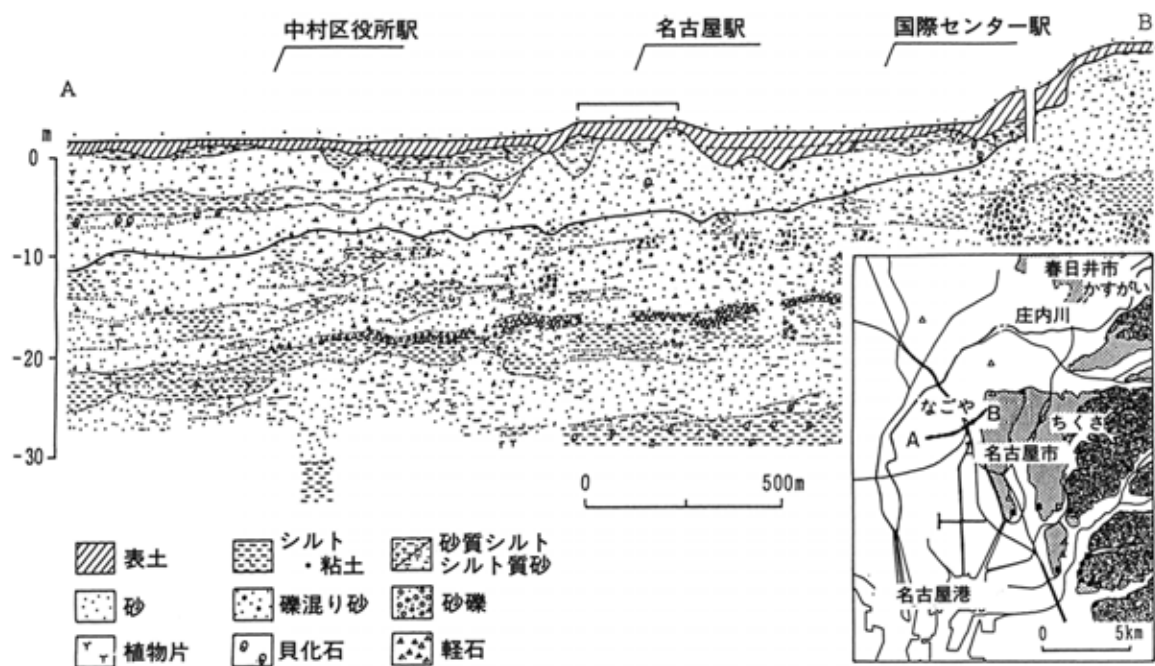 中村区役所駅
名古屋駅
国際センター駅
A
B
m
0
-10
-20
-30
0 500m
表土
シルト
・粘土
砂質シルト
シルト質砂
砂
礫混り砂
砂礫
植物片
貝化石
軽石
春日井市
かすがい
庄内川
なごや
B
ちくさ
A
名古屋市
名古屋港
0 5km